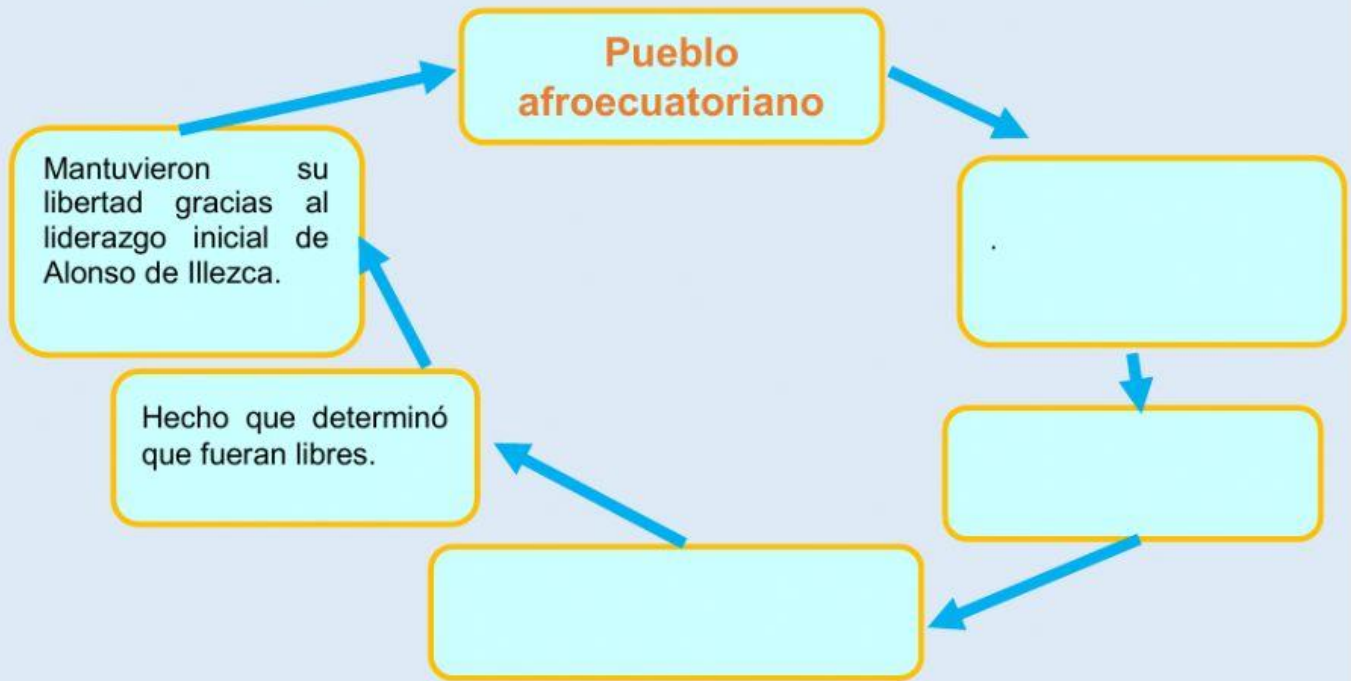 Pueblo
afroecuatoriano
.
Mantuvieron su
libertad gracias al
liderazgo inicial de
Alonso de Illezca.
Hecho que determinó
que fueran libres.